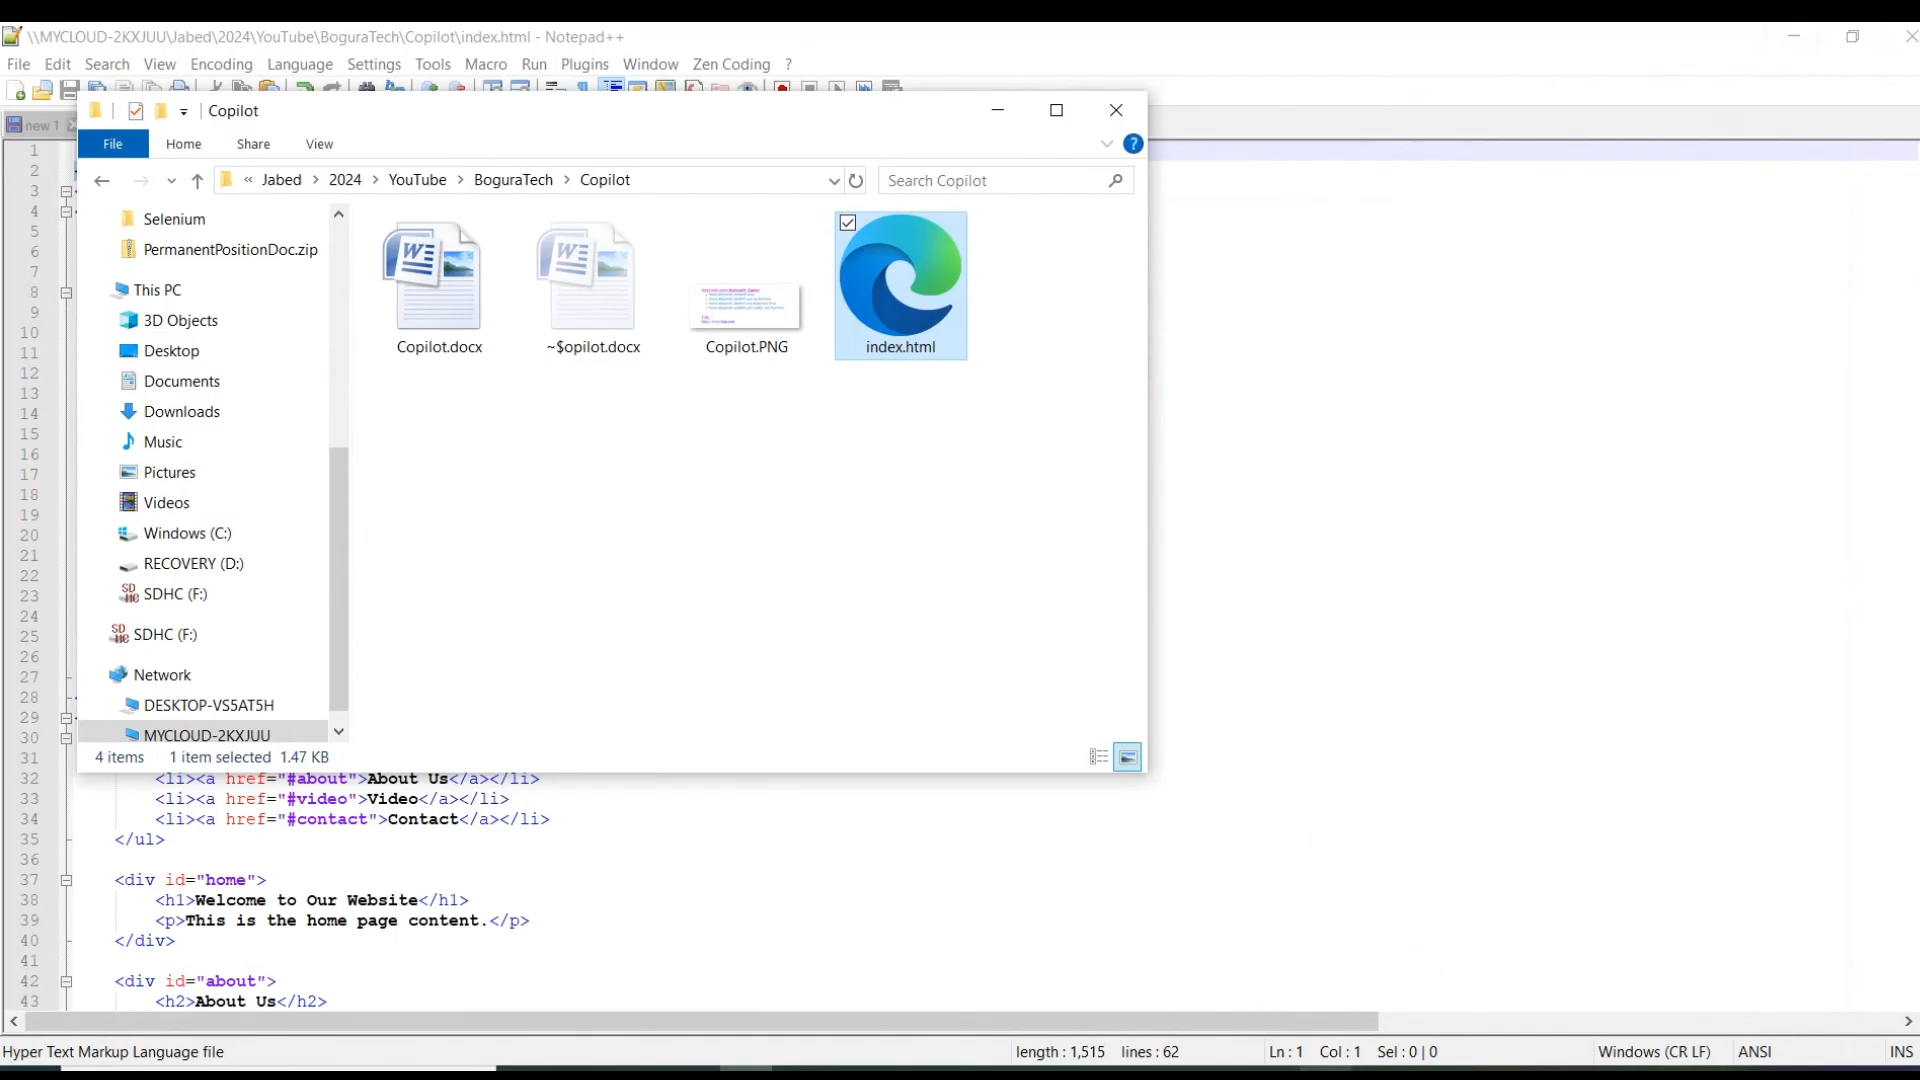 \\MYCLOUD-2KXJUU\Jabed\2024\YouTube\BoguraTech\Copilot\index.html - Notepad++
File Edit Search View Encoding Language Settings Tools Macro Run Plugins Window Zen Coding ?
Copilot
new 1
File Home Share View
« Jabed > 2024 > YouTube > BoguraTech > Copilot
Search Copilot
Selenium
PermanentPositionDoc.zip
This PC
3D Objects
Desktop
Documents
Downloads
Music
Pictures
Videos
Windows (C:)
RECOVERY (D:)
SDHC (F:)
SDHC (F:)
Network
DESKTOP-VS5AT5H
MYCLOUD-2KXJUU
Copilot.docx
~$opilot.docx
Copilot.PNG
index.html
4 items 1 item selected 1.47 KB
1
2
3
4
5
6
7
8
9
10
11
12
13
14
15
16
17
18
19
20
21
22
23
24
25
26
27
28
29
30
31
32 <li><a href="#about">About Us</a></li>
33 <li><a href="#video">Video</a></li>
34 <li><a href="#contact">Contact</a></li>
35 </ul>
36
37 <div id="home">
38 <h1>Welcome to Our Website</h1>
39 <p>This is the home page content.</p>
40 </div>
41
42 <div id="about">
43 <h2>About Us</h2>
Hyper Text Markup Language file length : 1,515 lines : 62 Ln : 1 Col : 1 Sel : 0 | 0 Windows (CR LF) ANSI INS